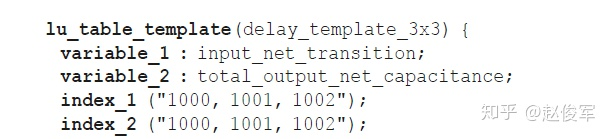 lu_table_template(delay_template_3x3) {
variable_1 : input_net_transition;
variable_2 : total_output_net_capacitance;
index_1 ("1000, 1001, 1002");
index_2 ("1000, 1001, 1002");
知乎 @赵俊军